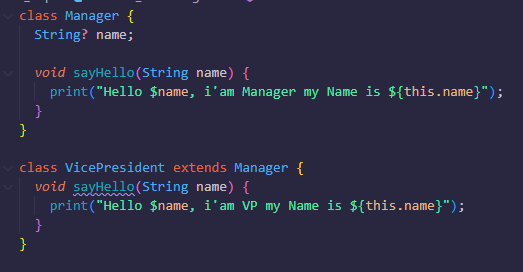 class Manager {
  String? name;

  void sayHello(String name) {
    print("Hello $name, i'am Manager my Name is ${this.name}");
  }
}

class VicePresident extends Manager {
  void sayHello(String name) {
    print("Hello $name, i'am VP my Name is ${this.name}");
  }
}